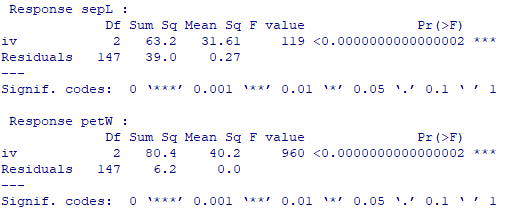 Response sepL :
             Df Sum Sq Mean Sq F value              Pr(>F)
iv            2   63.2   31.61     119 <0.0000000000000002 ***
Residuals   147   39.0    0.27
---
Signif. codes:  0 ‘***’ 0.001 ‘**’ 0.01 ‘*’ 0.05 ‘.’ 0.1 ‘ ’ 1
Response petW :
             Df Sum Sq Mean Sq F value              Pr(>F)
iv            2   80.4    40.2     960 <0.0000000000000002 ***
Residuals   147    6.2     0.0
---
Signif. codes:  0 ‘***’ 0.001 ‘**’ 0.01 ‘*’ 0.05 ‘.’ 0.1 ‘ ’ 1